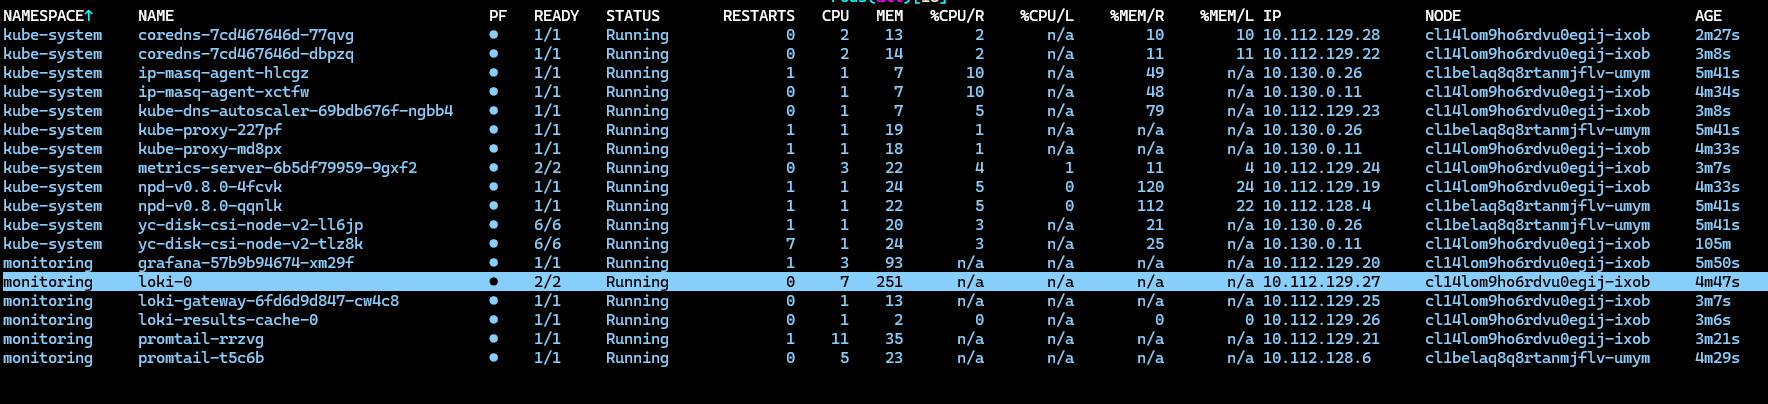 NAMESPACE↑ NAME PF READY STATUS RESTARTS CPU MEM %CPU/R %CPU/L %MEM/R %MEM/L IP NODE AGE
kube-system coredns-7cd467646d-77qvg ● 1/1 Running 0 2 13 2 n/a 10 10 10.112.129.28 cl14lom9ho6rdvu0egij-ixob 2m27s
kube-system coredns-7cd467646d-dbpzq ● 1/1 Running 0 2 14 2 n/a 11 11 10.112.129.22 cl14lom9ho6rdvu0egij-ixob 3m8s
kube-system ip-masq-agent-hlcgz ● 1/1 Running 1 1 7 10 n/a 49 n/a 10.130.0.26 cl1belaq8q8rtanmjflv-umym 5m41s
kube-system ip-masq-agent-xctfw ● 1/1 Running 0 1 7 10 n/a 48 n/a 10.130.0.11 cl14lom9ho6rdvu0egij-ixob 4m34s
kube-system kube-dns-autoscaler-69bdb676f-ngbb4 ● 1/1 Running 0 1 7 5 n/a 79 n/a 10.112.129.23 cl14lom9ho6rdvu0egij-ixob 3m8s
kube-system kube-proxy-227pf ● 1/1 Running 1 1 19 1 n/a n/a n/a 10.130.0.26 cl1belaq8q8rtanmjflv-umym 5m41s
kube-system kube-proxy-md8px ● 1/1 Running 1 1 18 1 n/a n/a n/a 10.130.0.11 cl14lom9ho6rdvu0egij-ixob 4m33s
kube-system metrics-server-6b5df79959-9gxf2 ● 2/2 Running 0 3 22 4 1 11 4 10.112.129.24 cl14lom9ho6rdvu0egij-ixob 3m7s
kube-system npd-v0.8.0-4fcvk ● 1/1 Running 1 1 24 5 0 120 24 10.112.129.19 cl14lom9ho6rdvu0egij-ixob 4m33s
kube-system npd-v0.8.0-qqnlk ● 1/1 Running 1 1 22 5 0 112 22 10.112.128.4 cl1belaq8q8rtanmjflv-umym 5m41s
kube-system yc-disk-csi-node-v2-ll6jp ● 6/6 Running 1 1 20 3 n/a 21 n/a 10.130.0.26 cl1belaq8q8rtanmjflv-umym 5m41s
kube-system yc-disk-csi-node-v2-tlz8k ● 6/6 Running 7 1 24 3 n/a 25 n/a 10.130.0.11 cl14lom9ho6rdvu0egij-ixob 105m
monitoring grafana-57b9b94674-xm29f ● 1/1 Running 1 3 93 n/a n/a n/a n/a 10.112.129.20 cl14lom9ho6rdvu0egij-ixob 5m50s
monitoring loki-0 ● 2/2 Running 0 7 251 n/a n/a n/a n/a 10.112.129.27 cl14lom9ho6rdvu0egij-ixob 4m47s
monitoring loki-gateway-6fd6d9d847-cw4c8 ● 1/1 Running 0 1 13 n/a n/a n/a n/a 10.112.129.25 cl14lom9ho6rdvu0egij-ixob 3m7s
monitoring loki-results-cache-0 ● 1/1 Running 0 1 2 0 n/a 0 0 10.112.129.26 cl14lom9ho6rdvu0egij-ixob 3m6s
monitoring promtail-rrzvg ● 1/1 Running 1 11 35 n/a n/a n/a n/a 10.112.129.21 cl14lom9ho6rdvu0egij-ixob 3m21s
monitoring promtail-t5c6b ● 1/1 Running 0 5 23 n/a n/a n/a n/a 10.112.128.6 cl1belaq8q8rtanmjflv-umym 4m29s